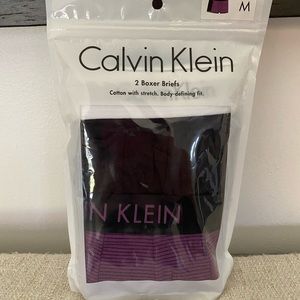 M
Calvin Klein
2 Boxer Briefs
Cotton with stretch. Body-defining fit.
N KLEIN